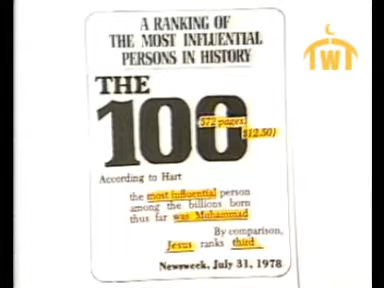 A RANKING OF
THE MOST INFLUENTIAL
PERSONS IN HISTORY
THE
100
572 pages.
$12.50)
According to Hart
the most influential person
among the billions born
thus far was Muhammad
By comparison,
Jesus ranks third
Newsweek, July 31, 1978